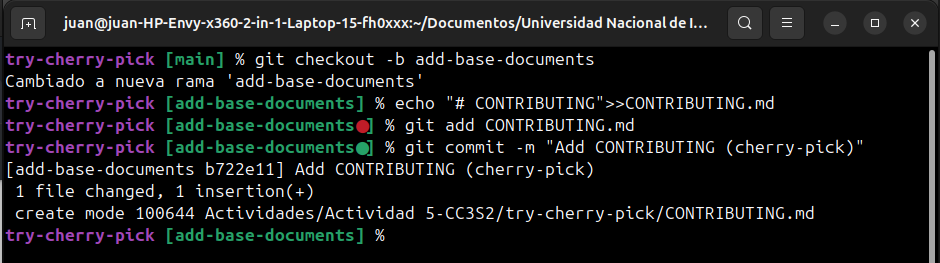 juan@juan-HP-Envy-x360-2-in-1-Laptop-15-fh0xxx:~/Documentos/Universidad Nacional de I...
try-cherry-pick [main] % git checkout -b add-base-documents
Cambiado a nueva rama 'add-base-documents'
try-cherry-pick [add-base-documents] % echo "# CONTRIBUTING">>CONTRIBUTING.md
try-cherry-pick [add-base-documents●] % git add CONTRIBUTING.md
try-cherry-pick [add-base-documents●] % git commit -m "Add CONTRIBUTING (cherry-pick)"
[add-base-documents b722e11] Add CONTRIBUTING (cherry-pick)
 1 file changed, 1 insertion(+)
 create mode 100644 Actividades/Actividad 5-CC3S2/try-cherry-pick/CONTRIBUTING.md
try-cherry-pick [add-base-documents] %